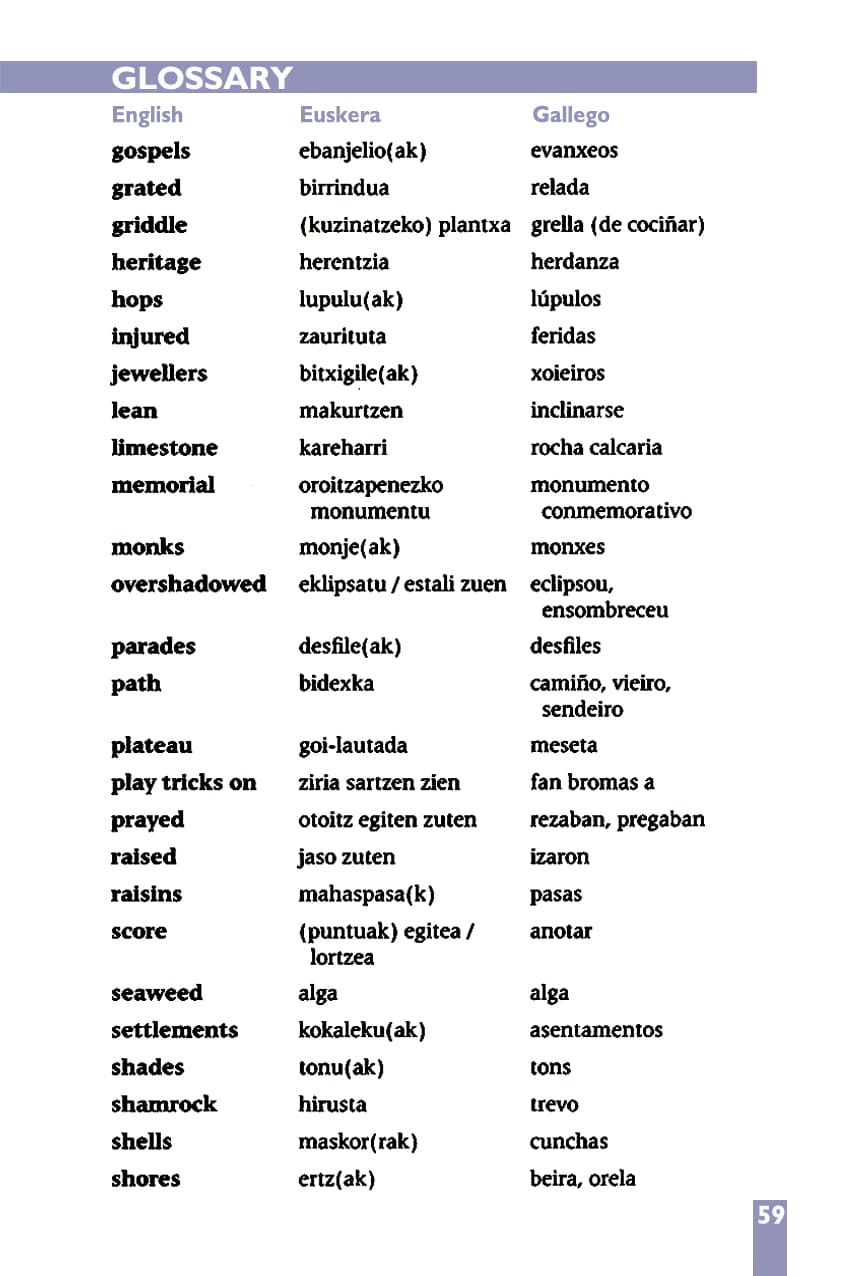 GLOSSARY
English Euskera Gallego
gospels ebanjelio(ak) evanxeos
grated birrindua relada
griddle (kuzinatzeko) plantxa grella (de cociñar)
heritage herentzia herdanza
hops lupulu(ak) lúpulos
injured zaurituta feridas
jewellers bitxigile(ak) xoieiros
lean makurtzen inclinarse
limestone kareharri rocha calcaria
memorial oroitzapenezko monumento
monumentu conmemorativo
monks monje(ak) monxes
overshadowed eklipsatu / estali zuen eclipsou,
ensombreceu
parades desfile(ak) desfiles
path bidexka camiño, vieiro,
sendeiro
plateau goi-lautada meseta
play tricks on ziria sartzen zien fan bromas a
prayed otoitz egiten zuten rezaban, pregaban
raised jaso zuten izaron
raisins mahaspasa(k) pasas
score (puntuak) egitea / anotar
lortzea
seaweed alga alga
settlements kokaleku(ak) asentamentos
shades tonu(ak) tons
shamrock hirusta trevo
shells maskor(rak) cunchas
shores ertz(ak) beira, orela
59